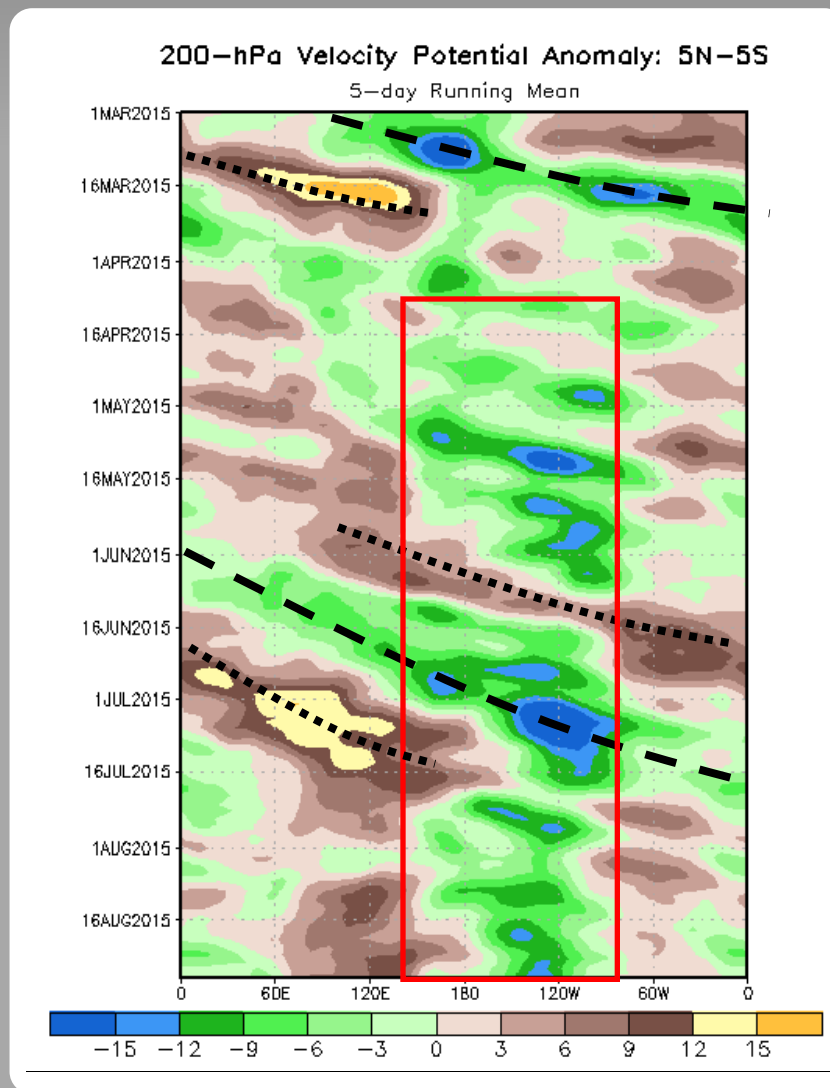 200-hPa Velocity Potential Anomaly: 5N-5S
5-day Running Mean
1MAR2015
16MAR2015
1APR2015
16APR2015
1MAY2015
16MAY2015
1JUN2015
16JUN2015
1JUL2015
16JUL2015
1AUG2015
16AUG2015
0 60E 120E 180 120W 60W 0
-15 -12 -9 -6 -3 0 3 6 9 12 15